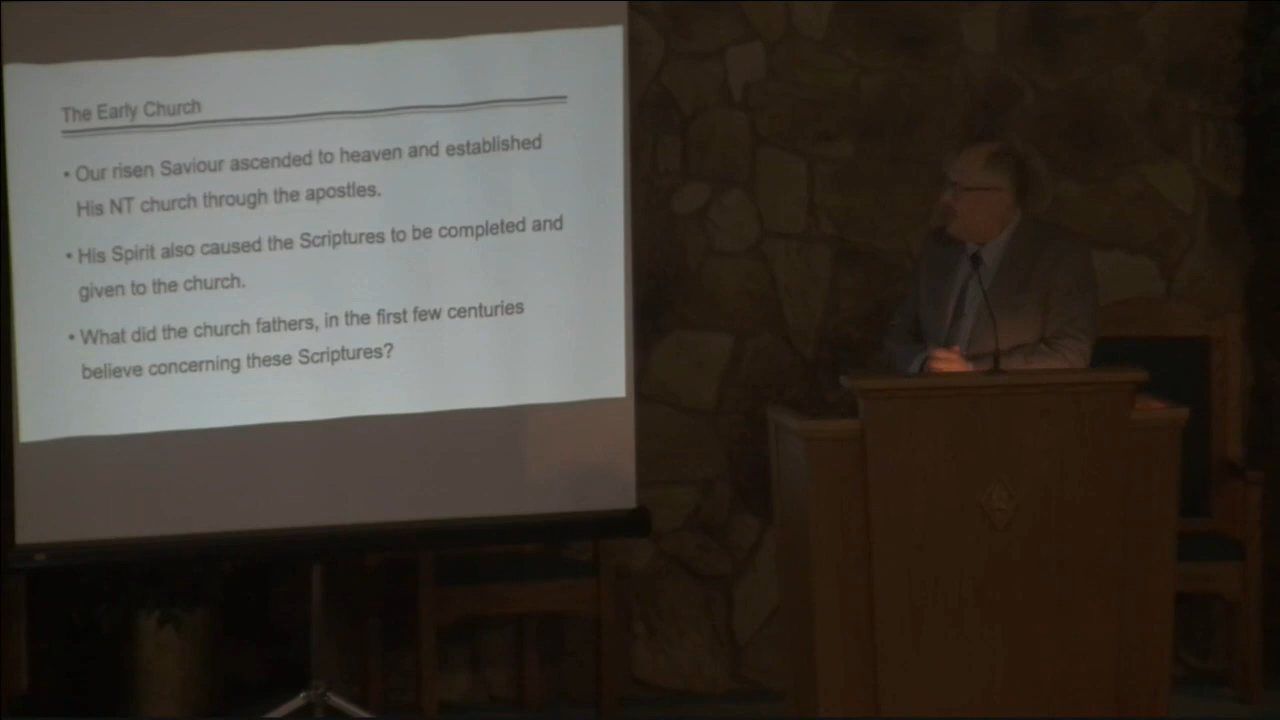 The Early Church
• Our risen Saviour ascended to heaven and established
His NT church through the apostles.
• His Spirit also caused the Scriptures to be completed and
given to the church.
• What did the church fathers, in the first few centuries
believe concerning these Scriptures?